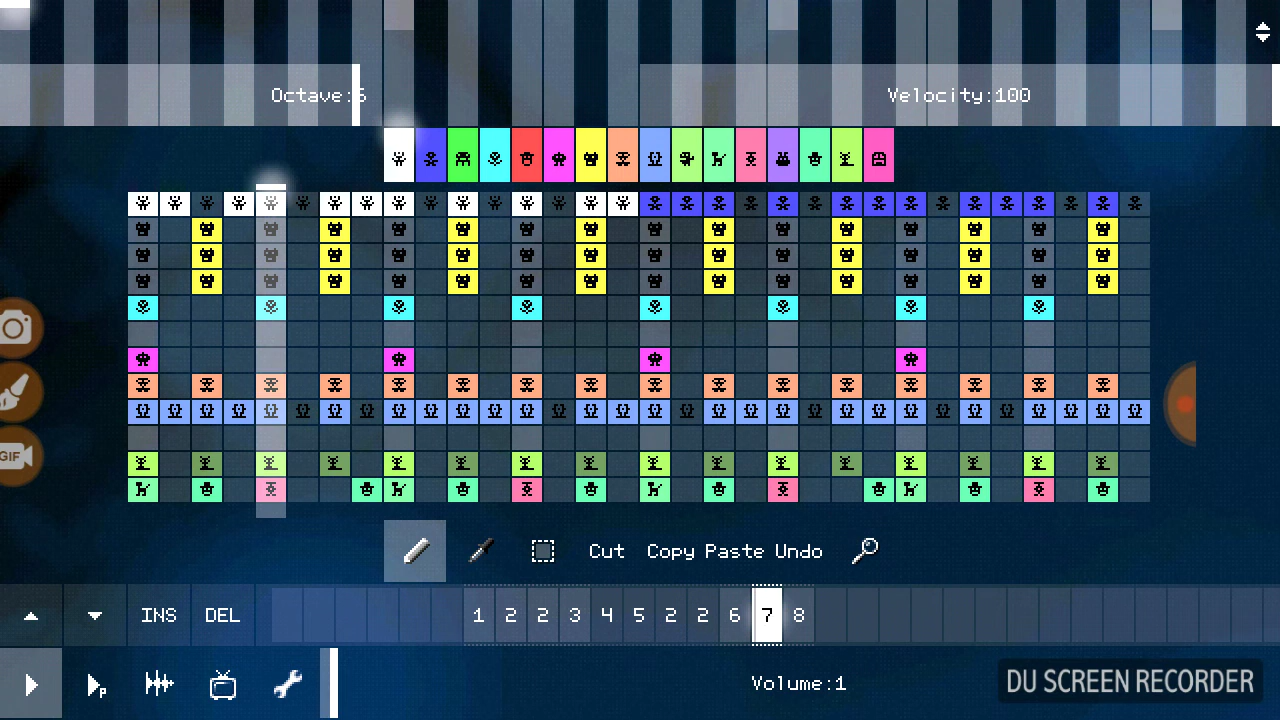 Octave:5 Velocity:100
Cut Copy Paste Undo
GIF
INS DEL 1 2 2 3 4 5 2 2 6 7 8
P Volume:1 DU SCREEN RECORDER